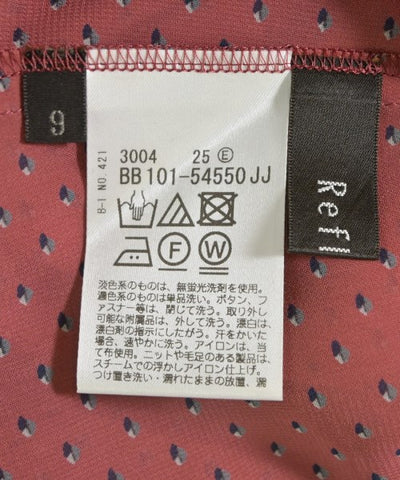 9
B-1 NO. 421
3004 25 Ⓔ
BB 101-54550 JJ
F
W
淡色系のものは、無蛍光洗剤を使用。
濃色系のものは単品洗い。ボタン、フ
ァスナー等は、閉じて洗う。取り外し
可能な附属品は、外して洗う。漂白は、
漂白剤の指示にしたがう。汗をかい
た場合、速やかに洗う。アイロンは、当
て布使用。ニットや毛足のある製品は、
スチームでの浮かしアイロン仕上げ。
つけ置き洗い・濡れたままの放置、濡
Refl